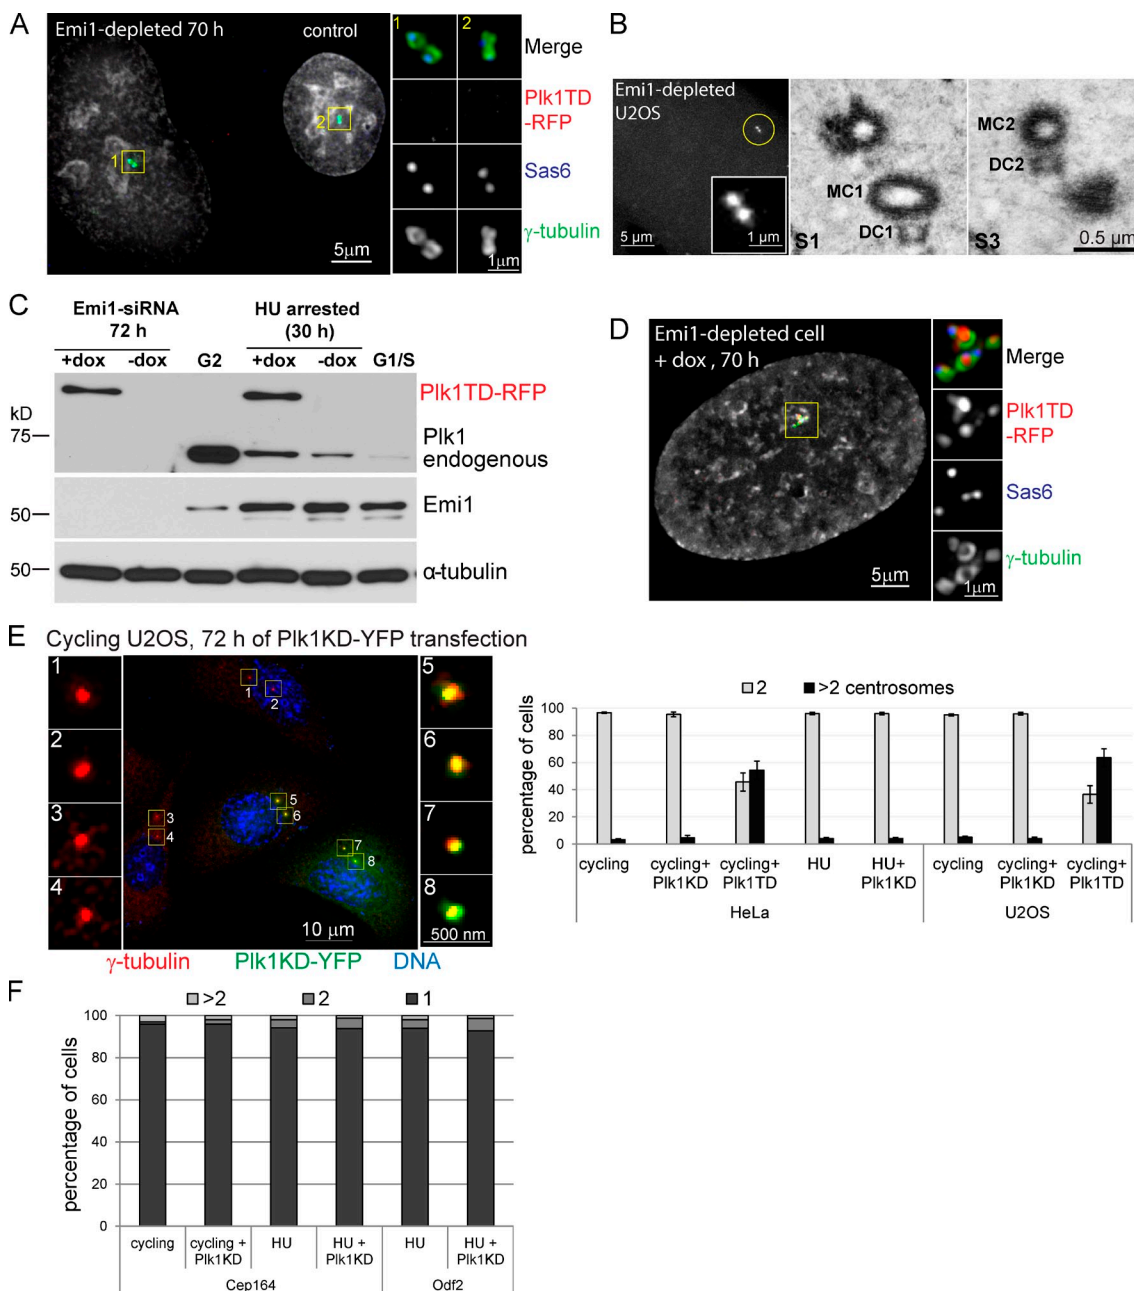 A
Emi1-depleted 70 h
control
1
2
1
2
Merge
Plk1TD
-RFP
Sas6
γ-tubulin
5μm
1μm
B
Emi1-depleted
U2OS
5 μm
1 μm
MC1
DC1
S1
MC2
DC2
S3
0.5 μm
C
Emi1-siRNA
72 h
HU arrested
(30 h)
+dox
-dox
G2
+dox
-dox
G1/S
kD
75
50
50
Plk1TD-RFP
Plk1
endogenous
Emi1
α-tubulin
D
Emi1-depleted cell
+ dox , 70 h
5μm
Merge
Plk1TD
-RFP
Sas6
γ-tubulin
1μm
E
Cycling U2OS, 72 h of Plk1KD-YFP transfection
1
2
3
4
1
2
3
4
5
6
7
8
10 μm
5
6
7
8
500 nm
γ-tubulin
Plk1KD-YFP
DNA
2
>2 centrosomes
percentage of cells
100
80
60
40
20
0
cycling
cycling+
Plk1KD
cycling+
Plk1TD
HU
HU+
Plk1KD
cycling
cycling+
Plk1KD
cycling+
Plk1TD
HeLa
U2OS
F
>2
2
1
percentage of cells
100
80
60
40
20
0
cycling
cycling +
Plk1KD
HU
HU +
Plk1KD
HU
HU +
Plk1KD
Cep164
Odf2